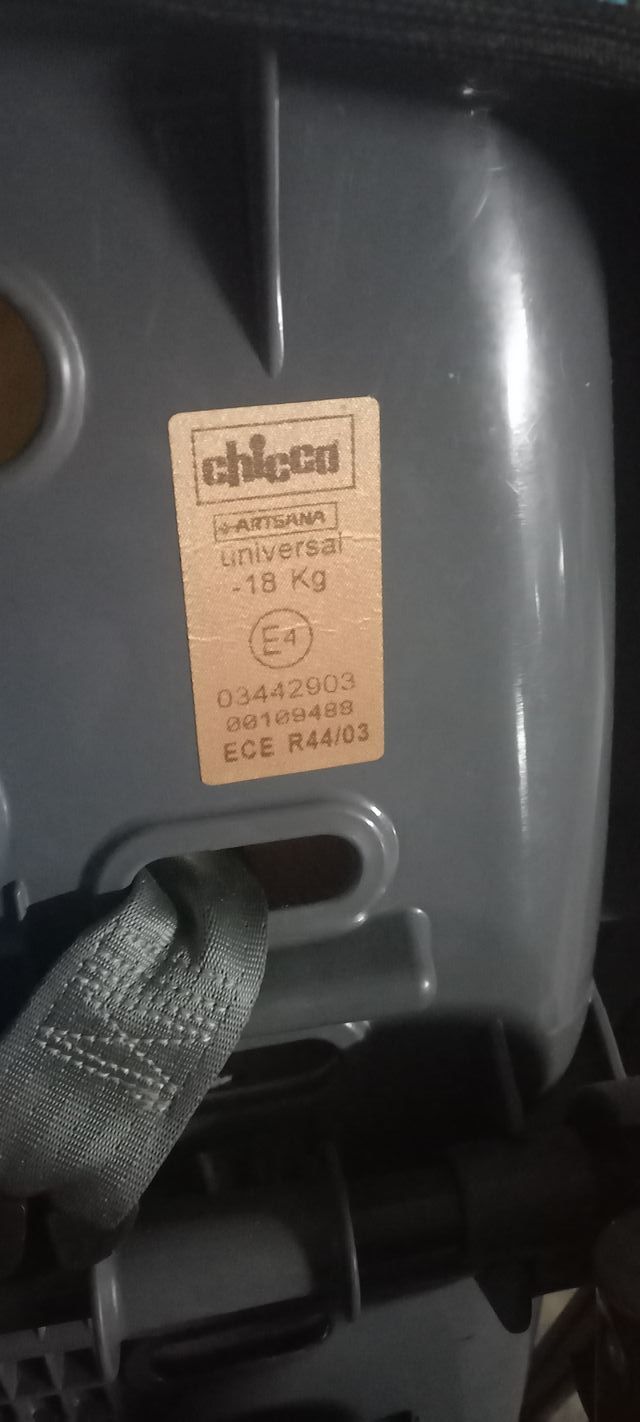 chicco
ARTSANA
universal
-18 Kg
E4
03442903
00109488
ECE R44/03